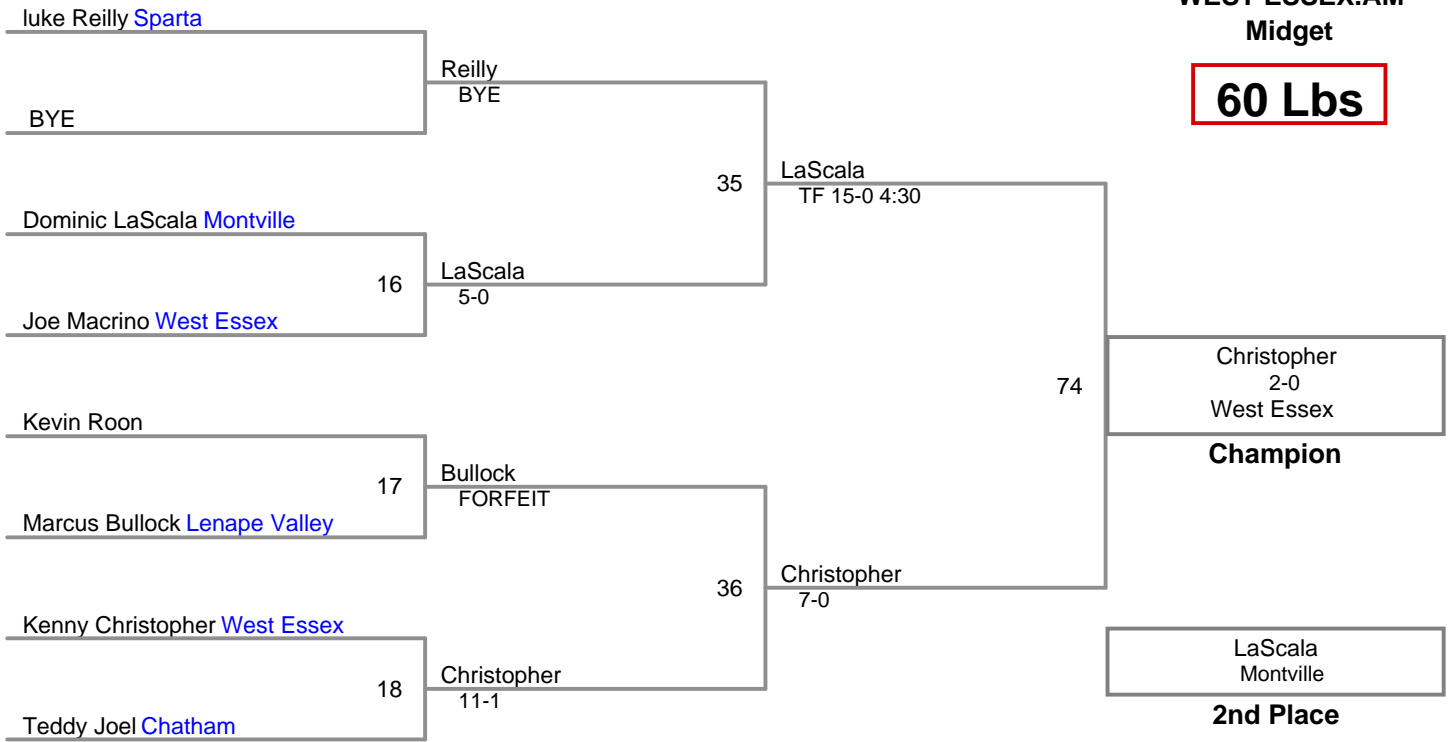 WEST ESSEX.AM
Midget
60 Lbs
luke Reilly Sparta
Reilly
BYE
BYE
35
LaScala
TF 15-0 4:30
Dominic LaScala Montville
16
LaScala
5-0
Joe Macrino West Essex
74
Christopher
2-0
West Essex
Champion
Kevin Roon
17
Bullock
FORFEIT
Marcus Bullock Lenape Valley
36
Christopher
7-0
Kenny Christopher West Essex
18
Christopher
11-1
Teddy Joel Chatham
LaScala
Montville
2nd Place